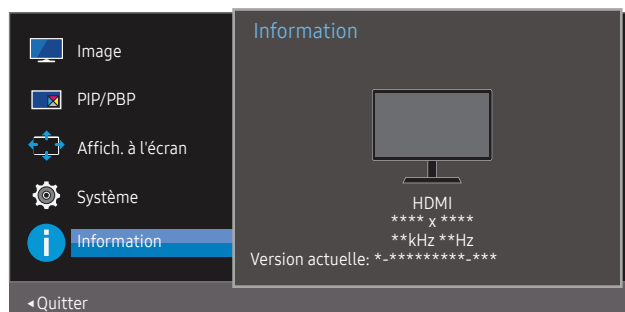 Image
PIP/PBP
Affich. à l'écran
Système
Information
Information
HDMI
**** x ****
**kHz **Hz
Version actuelle: *-*********-***
Quitter